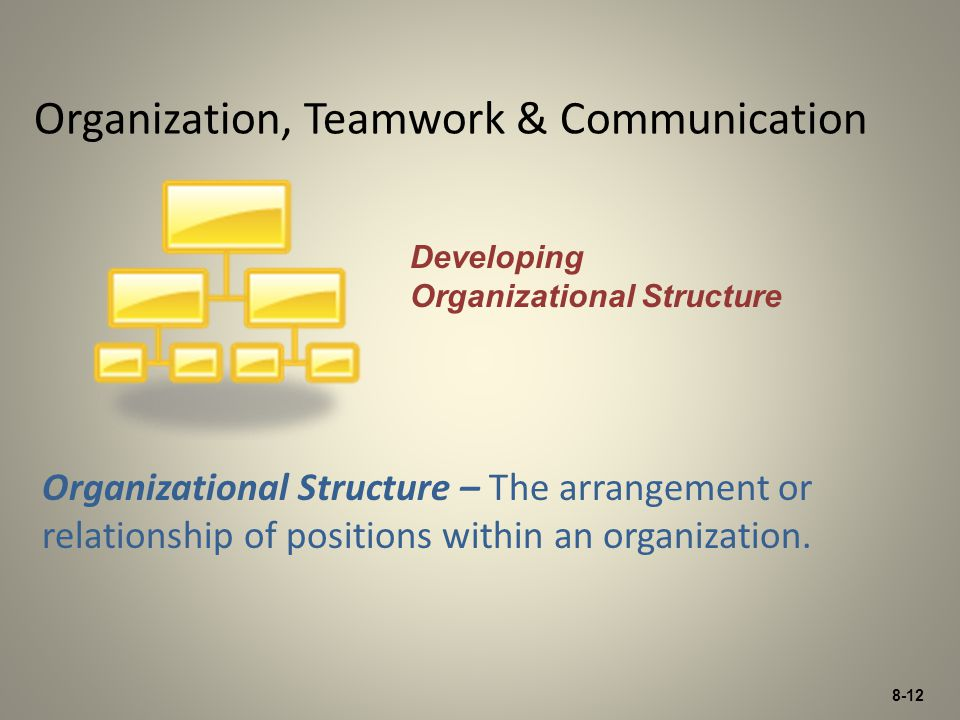 Organization, Teamwork & Communication
Developing
Organizational Structure
Organizational Structure – The arrangement or
relationship of positions within an organization.
8-12